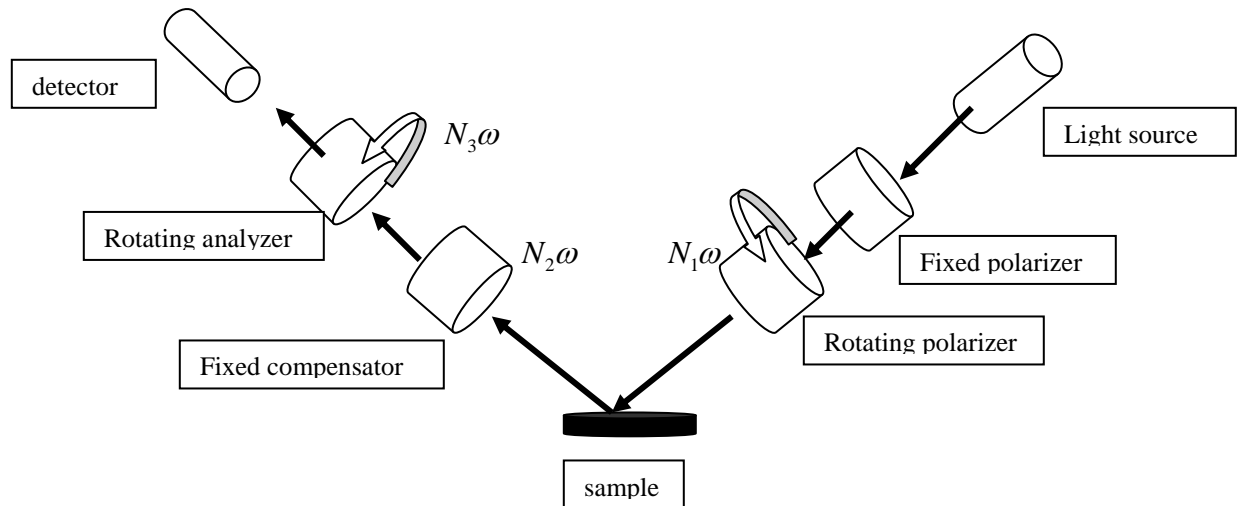 detector
N₃ω
Light source
Rotating analyzer
N₂ω
N₁ω
Fixed polarizer
Fixed compensator
Rotating polarizer
sample